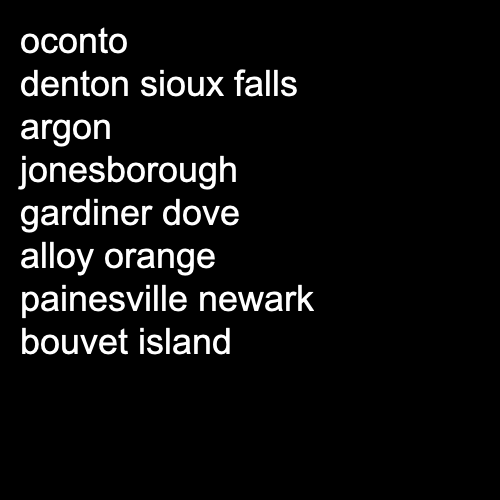 oconto
denton sioux falls
argon
jonesborough
gardiner dove
alloy orange
painesville newark
bouvet island